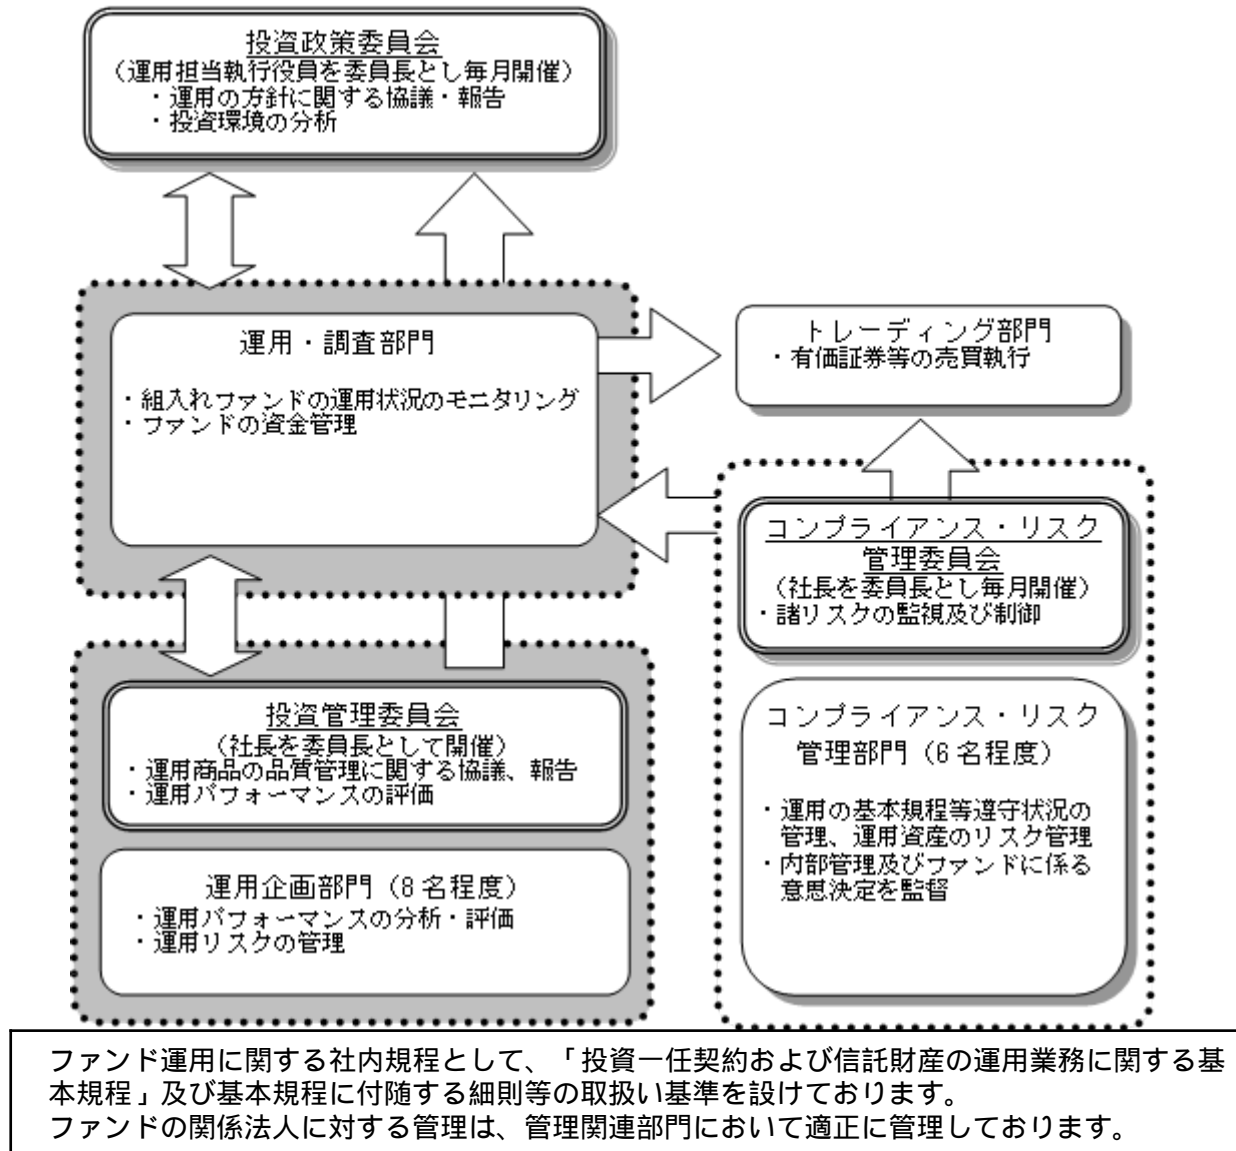 投資政策委員会
（運用担当執行役員を委員長とし毎月開催）
・運用の方針に関する協議・報告
・投資環境の分析
運用・調査部門
・組入れファンドの運用状況のモニタリング
・ファンドの資金管理
トレーディング部門
・有価証券等の売買執行
コンプライアンス・リスク
管理委員会
（社長を委員長とし毎月開催）
・諸リスクの監視及び制御
投資管理委員会
（社長を委員長として開催）
・運用商品の品質管理に関する協議、報告
・運用パフォーマンスの評価
運用企画部門（8名程度）
・運用パフォーマンスの分析・評価
・運用リスクの管理
コンプライアンス・リスク
管理部門（6名程度）
・運用の基本規程等遵守状況の
管理、運用資産のリスク管理
・内部管理及びファンドに係る
意思決定を監督
ファンド運用に関する社内規程として、「投資一任契約および信託財産の運用業務に関する基
本規程」及び基本規程に付随する細則等の取扱い基準を設けております。
ファンドの関係法人に対する管理は、管理関連部門において適正に管理しております。